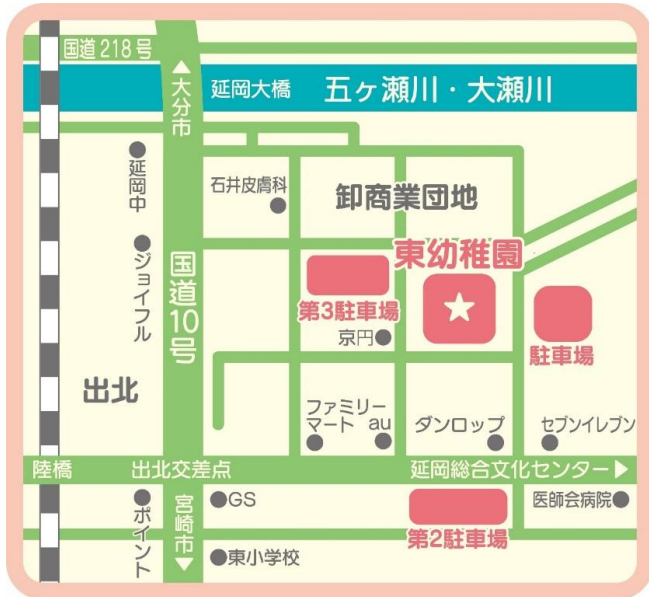 国道218号
▲大分市
延岡大橋
五ヶ瀬川・大瀬川
延岡中
石井皮膚科
卸商業団地
ジョイフル
国道10号
東幼稚園
第3駐車場
京円
駐車場
出北
ファミリー
マート
au
ダンロップ
セブンイレブン
陸橋
出北交差点
延岡総合文化センター▶
ポイント
宮崎市▼
GS
第2駐車場
医師会病院
東小学校